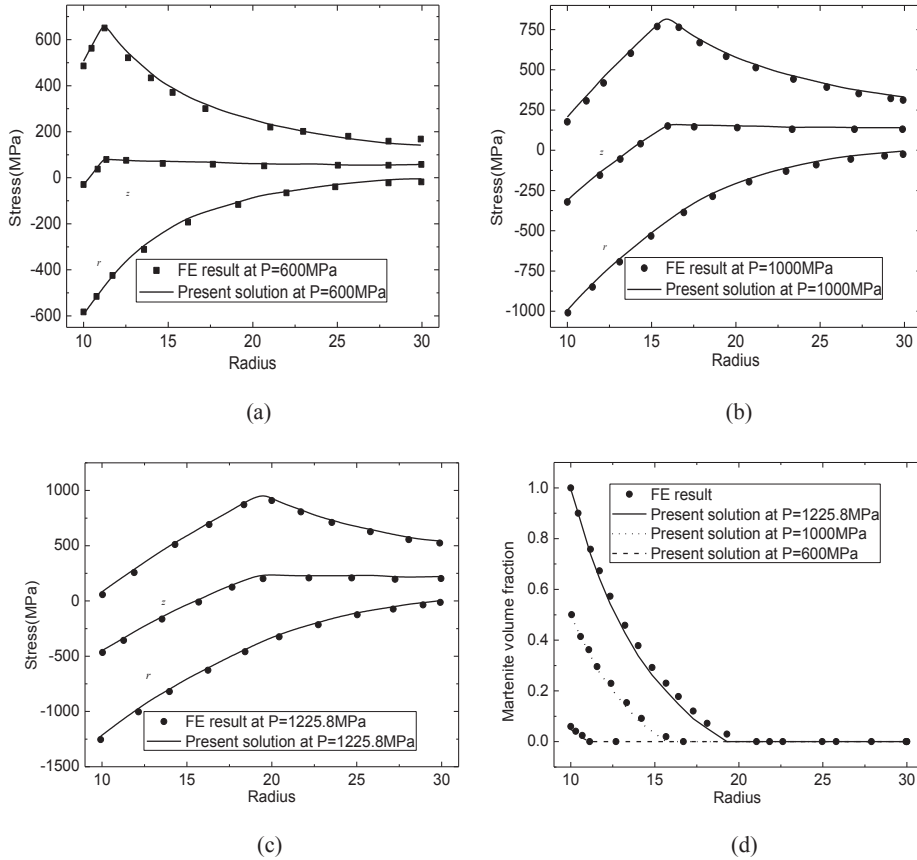 600
400
200
0
-200
-400
-600
Stress(MPa)
z
r
FE result at P=600MPa
Present solution at P=600MPa
10 15 20 25 30
Radius
(a)
1000
750
500
250
0
-250
-500
-750
-1000
Stress(MPa)
z
r
FE result at P=1000MPa
Present solution at P=1000MPa
10 15 20 25 30
Radius
(b)
1000
500
0
-500
-1000
-1500
Stress(MPa)
z
r
FE result at P=1225.8MPa
Present solution at P=1225.8MPa
10 15 20 25 30
Radius
(c)
1.0
0.8
0.6
0.4
0.2
0.0
Martenite volume fraction
FE result
Present solution at P=1225.8MPa
Present solution at P=1000MPa
Present solution at P=600MPa
10 15 20 25 30
Radius
(d)